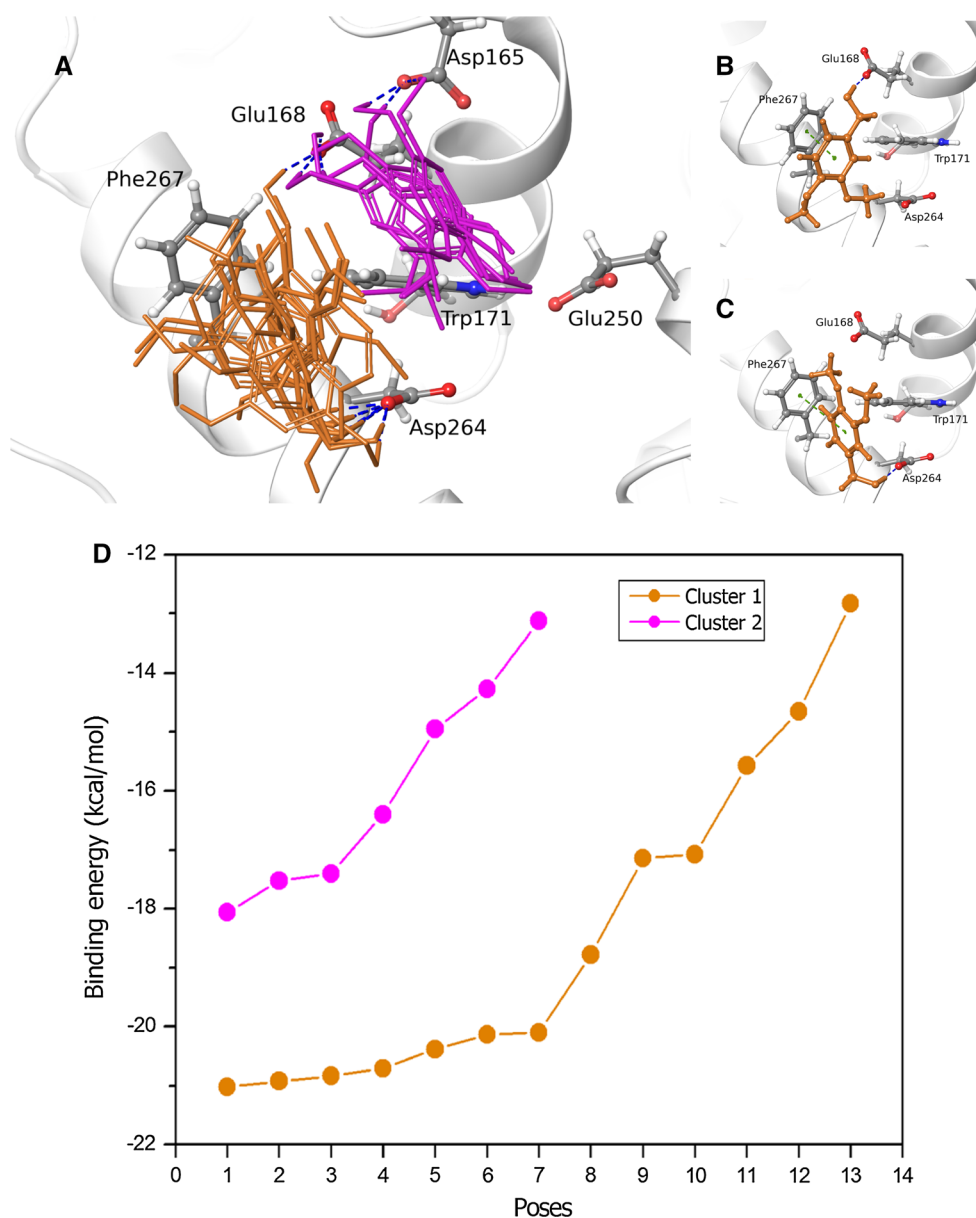 A
Asp165
Glu168
Phe267
Trp171
Glu250
Asp264
B
Glu168
Phe267
Trp171
Asp264
C
Glu168
Phe267
Trp171
Asp264
D
-12
-14
-16
-18
-20
-22
Binding energy (kcal/mol)
Cluster 1
Cluster 2
0 1 2 3 4 5 6 7 8 9 10 11 12 13 14
Poses